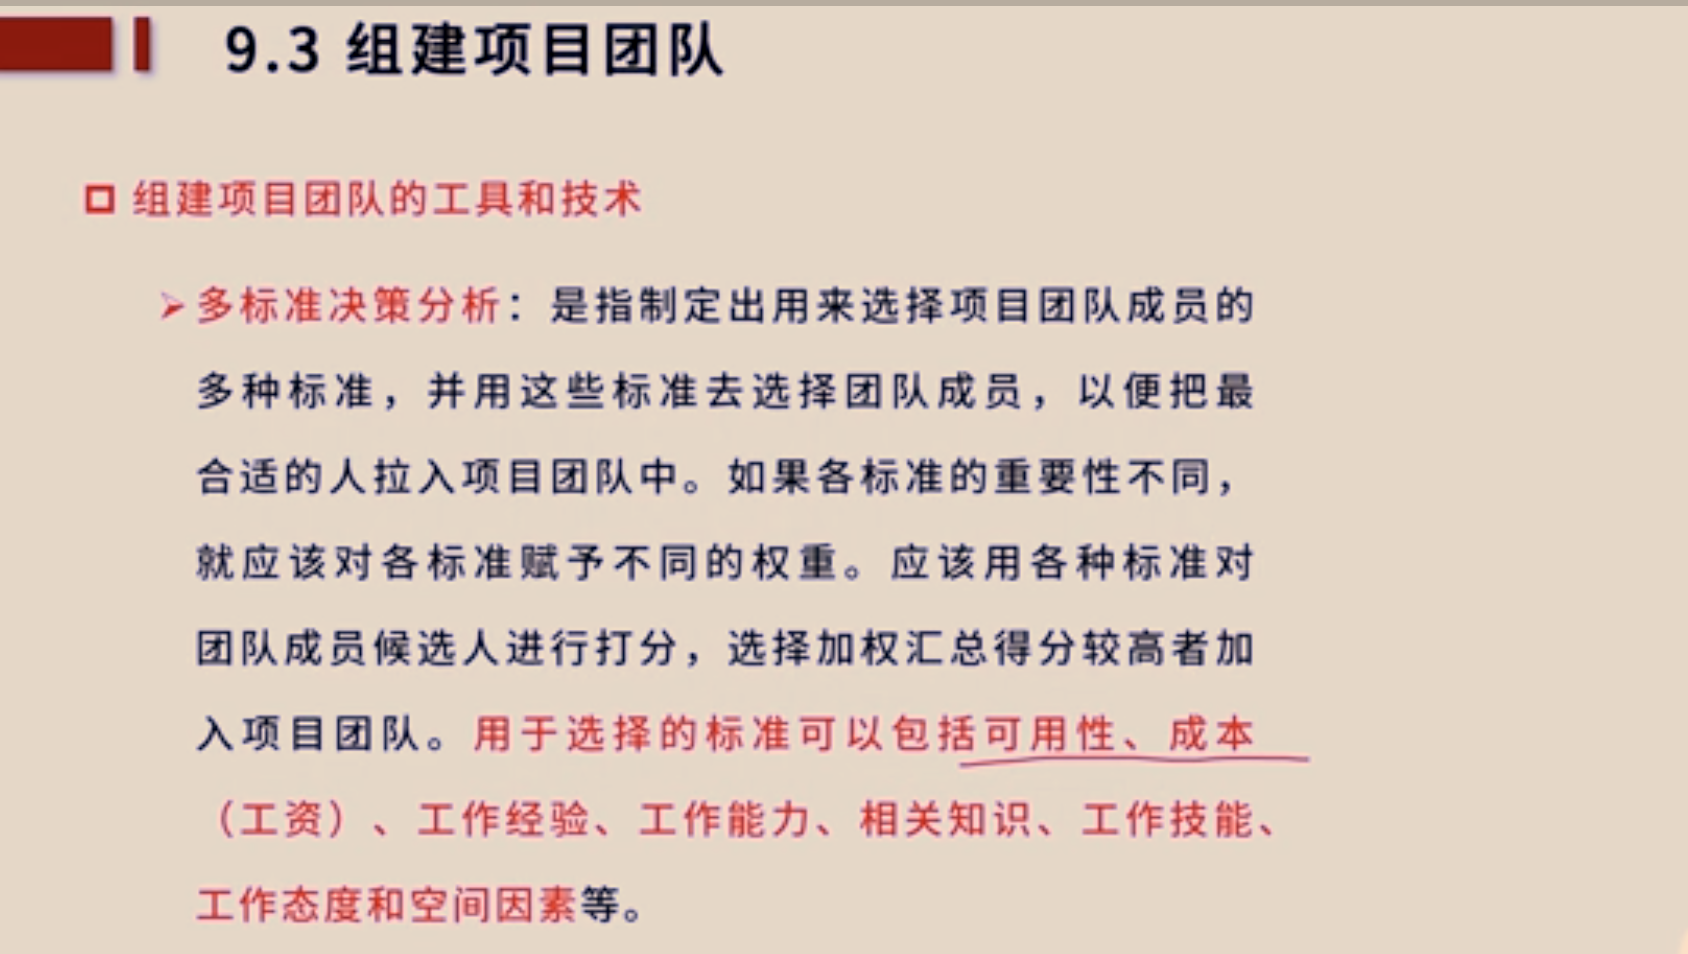 9.3 组建项目团队
组建项目团队的工具和技术
多标准决策分析：是指制定出用来选择项目团队成员的
多种标准，并用这些标准去选择团队成员，以便把最
合适的人拉入项目团队中。如果各标准的重要性不同，
就应该对各标准赋予不同的权重。应该用各种标准对
团队成员候选人进行打分，选择加权汇总得分较高者加
入项目团队。用于选择的标准可以包括可用性、成本
（工资）、工作经验、工作能力、相关知识、工作技能、
工作态度和空间因素等。